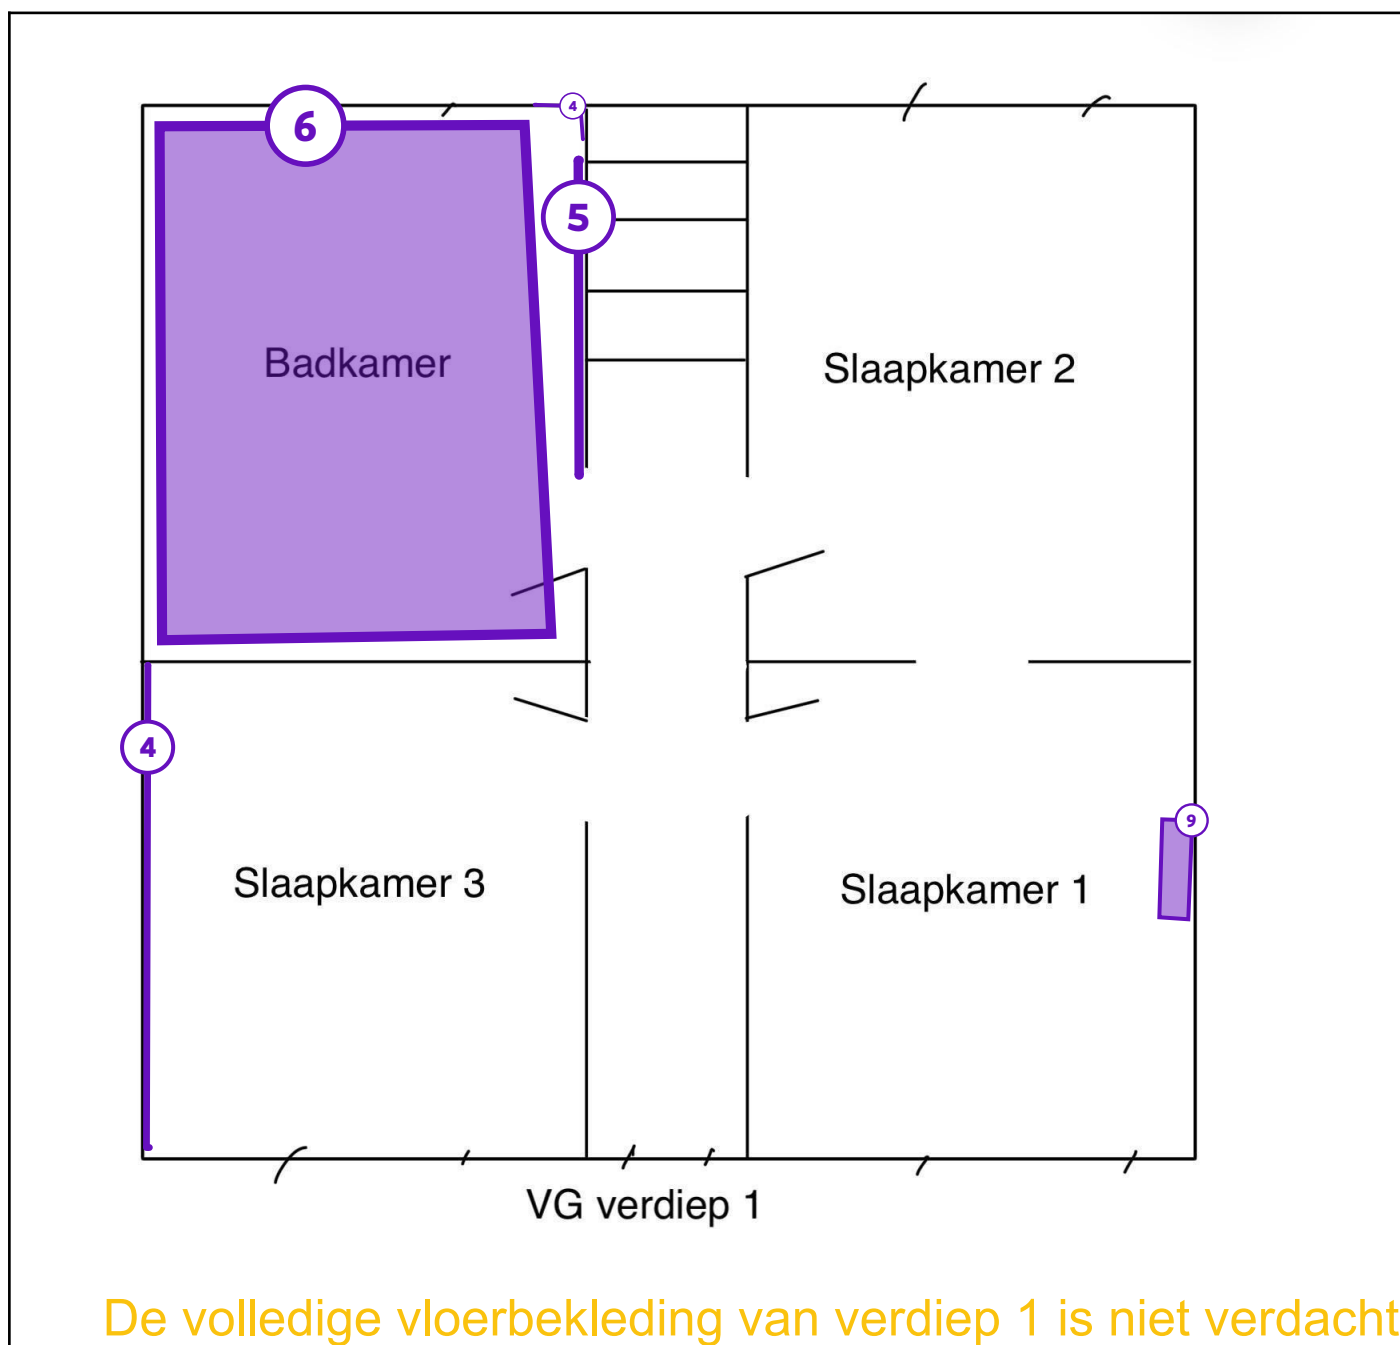 6
4
5
Badkamer
Slaapkamer 2
4
9
Slaapkamer 3
Slaapkamer 1
VG verdiep 1
De volledige vloerbekleding van verdiep 1 is niet verdacht